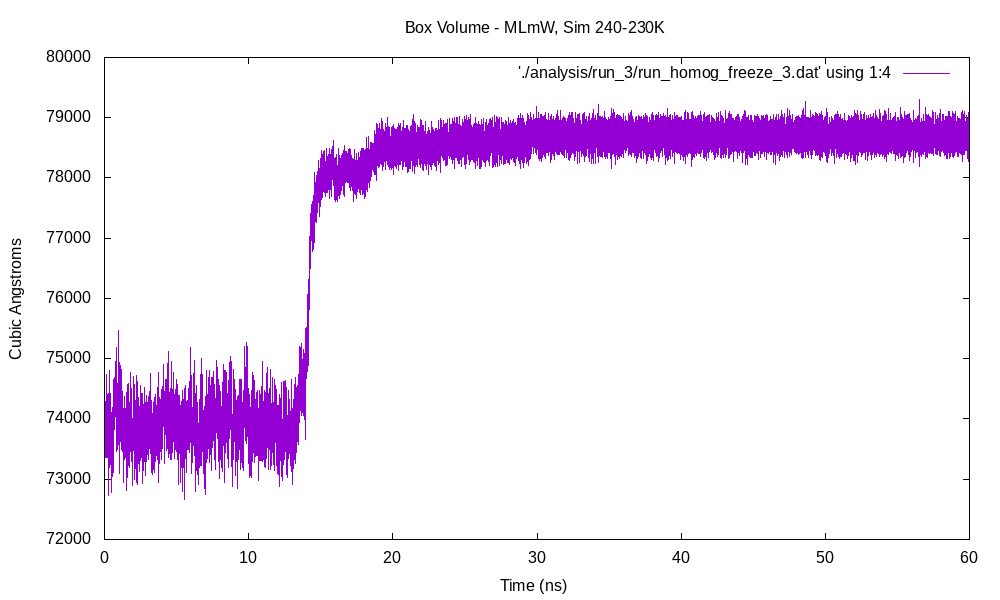 Box Volume - MLmW, Sim 240-230K
'./analysis/run_3/run_homog_freeze_3.dat' using 1:4
80000
79000
78000
77000
76000
75000
74000
73000
72000
Cubic Angstroms
0 10 20 30 40 50 60
Time (ns)